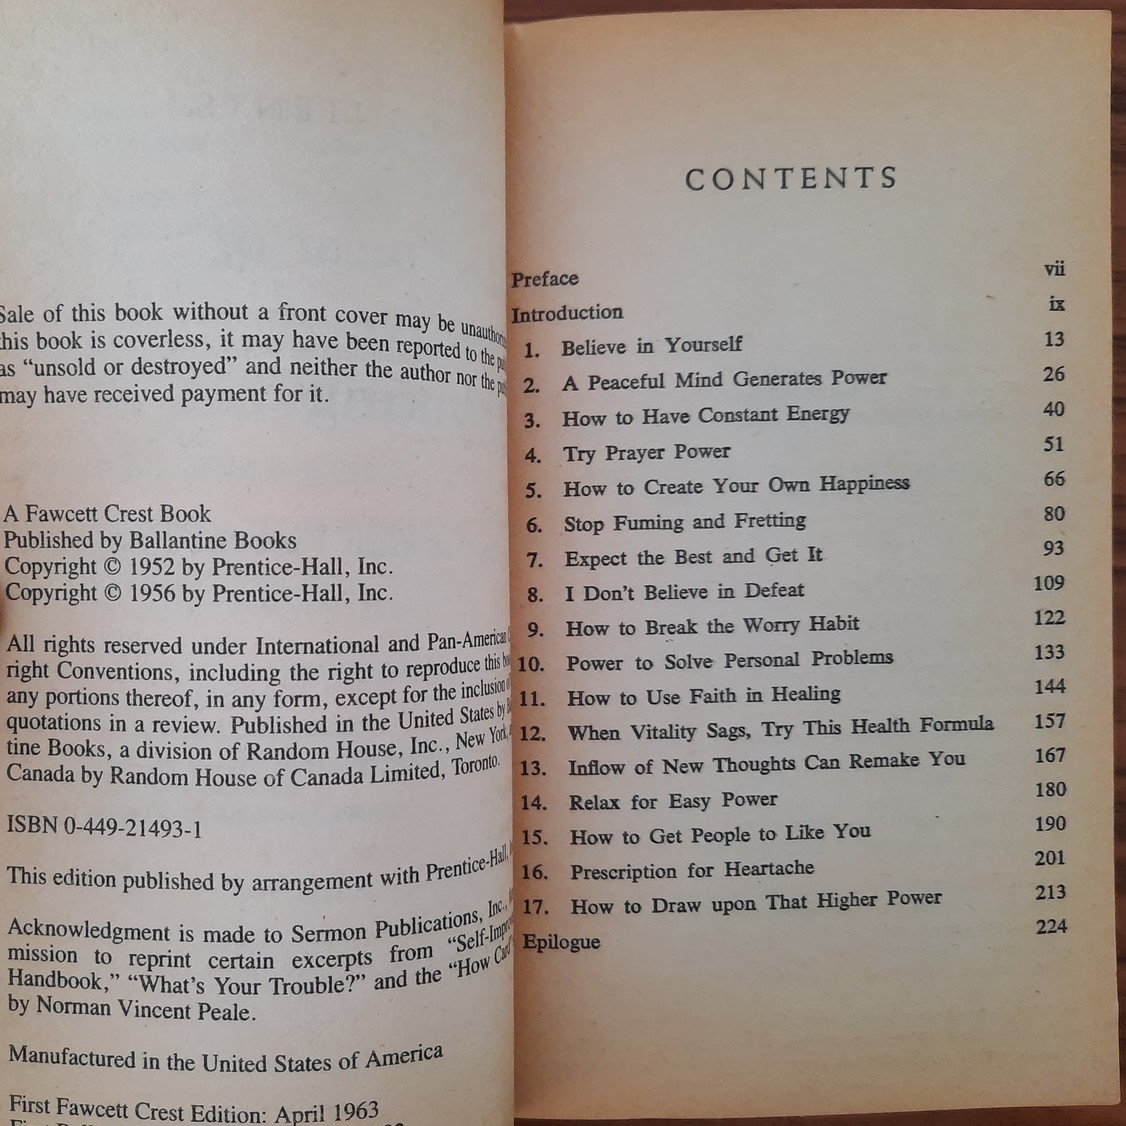 Sale of this book without a front cover may be
this book is coverless, it may have been reported to the
as “unsold or destroyed” and neither the author nor the
may have received payment for it.
A Fawcett Crest Book
Published by Ballantine Books
Copyright © 1952 by Prentice-Hall, Inc.
Copyright © 1956 by Prentice-Hall, Inc.
All rights reserved under International and Pan-American
right Conventions, including the right to reproduce this
any portions thereof, in any form, except for the inclusion
quotations in a review. Published in the United States by
tine Books, a division of Random House, Inc., New York,
Canada by Random House of Canada Limited, Toronto.
ISBN 0-449-21493-1
This edition published by arrangement with Prentice-Hall,
Acknowledgment is made to Sermon Publications, Inc.,
mission to reprint certain excerpts from
Handbook,” “What's Your Trouble?” and the “How
by Norman Vincent Peale.
Manufactured in the United States of America
First Fawcett Crest Edition: April 1963
CONTENTS
Preface vii
Introduction ix
1. Believe in Yourself 13
2. A Peaceful Mind Generates Power 26
3. How to Have Constant Energy 40
4. Try Prayer Power 51
5. How to Create Your Own Happiness 66
6. Stop Fuming and Fretting 80
7. Expect the Best and Get It 93
8. I Don't Believe in Defeat 109
9. How to Break the Worry Habit 122
10. Power to Solve Personal Problems 133
11. How to Use Faith in Healing 144
12. When Vitality Sags, Try This Health Formula 157
13. Inflow of New Thoughts Can Remake You 167
14. Relax for Easy Power 180
15. How to Get People to Like You 190
16. Prescription for Heartache 201
17. How to Draw upon That Higher Power 213
Epilogue 224